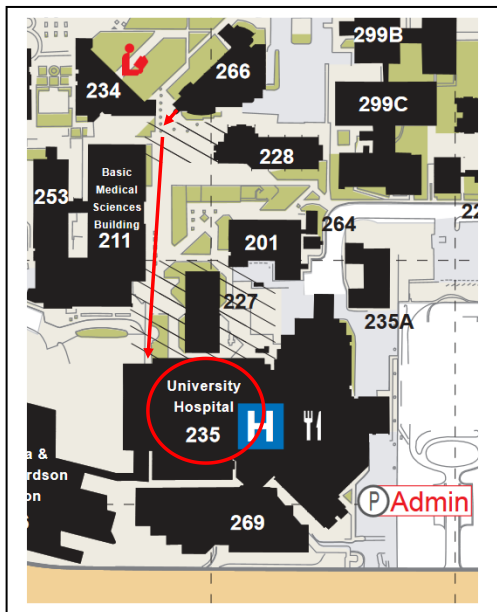 299B
266
234
299C
228
Basic
Medical
Sciences
Building
211
253
264
201
227
235A
University
Hospital
235
H
a &
rdson
on
269
P
Admin